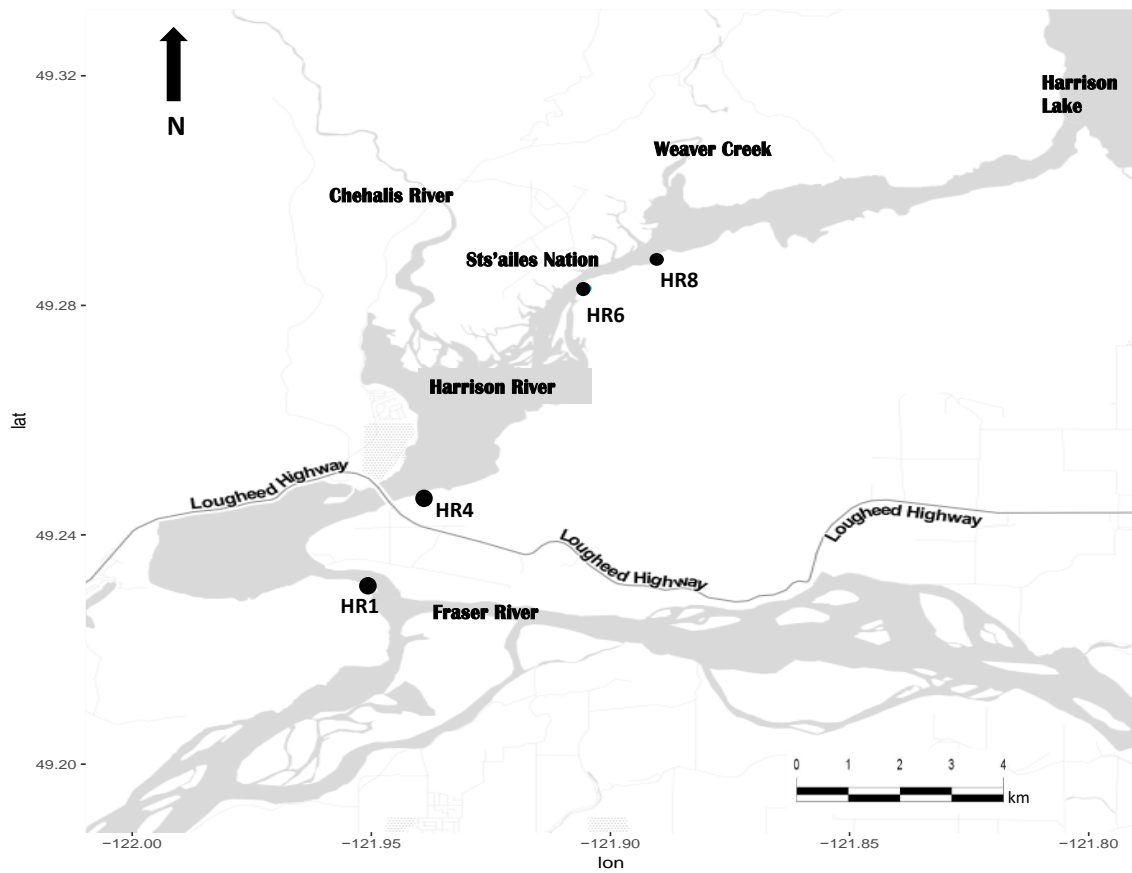 49.32
Harrison
Lake
N
Weaver Creek
Chehalis River
Sts'ailes Nation
HR8
49.28
HR6
Harrison River
lat
Lougheed Highway
HR4
Lougheed Highway
Lougheed Highway
49.24
HR1
Fraser River
49.20
0 1 2 3 4
km
−122.00 −121.95 −121.90 −121.85 −121.80
lon